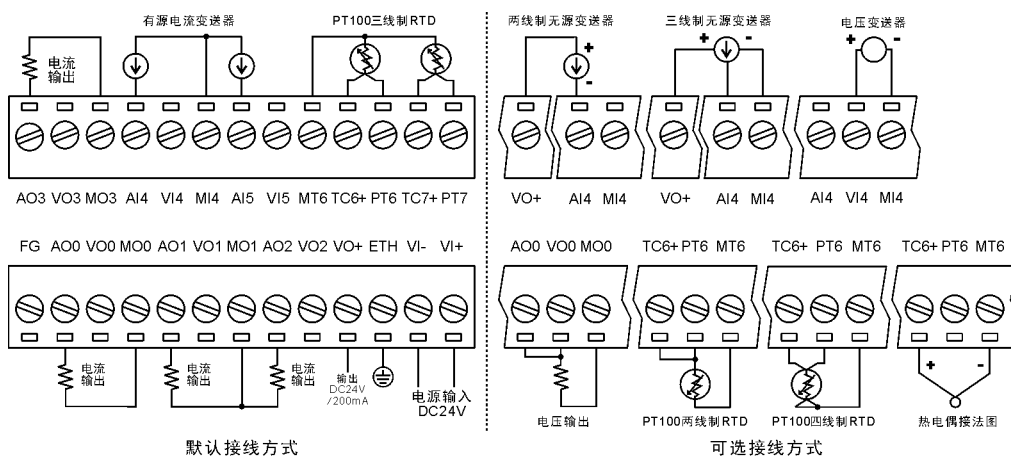 有源电流变送器
PT100三线制RTD
两线制无源变送器
三线制无源变送器
电压变送器
电流
输出
+
-
+
-
+
-
AO3 VO3 MO3 AI4 VI4 MI4 AI5 VI5 MT6 TC6+ PT6 TC7+ PT7
VO+ AI4 MI4
VO+ AI4 MI4
AI4 VI4 MI4
FG AO0 VO0 MO0 AO1 VO1 MO1 AO2 VO2 VO+ ETH VI- VI+
AO0 VO0 MO0
TC6+ PT6 MT6
TC6+ PT6 MT6
TC6+ PT6 MT6
电流
输出
电流
输出
电流
输出
输出
DC24V
/200mA
电源输入
DC24V
+
-
电压输出
PT100两线制RTD
PT100四线制RTD
热电偶接法图
默认接线方式
可选接线方式